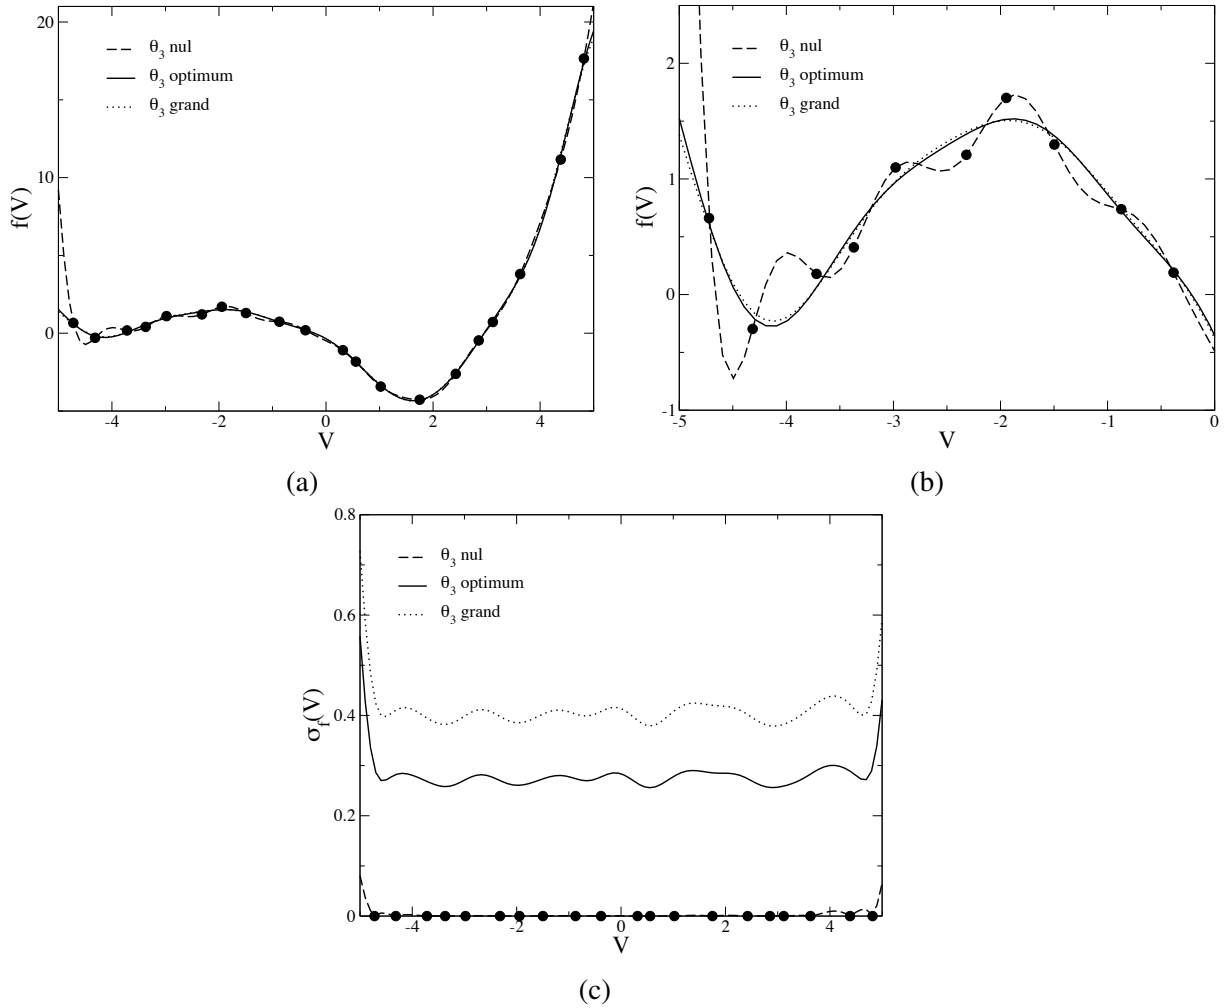 20
10
0
f(V)
-4
-2
0
2
4
V
θ3 nul
θ3 optimum
θ3 grand
(a)
2
1
0
-1
f(V)
-5
-4
-3
-2
-1
0
V
θ3 nul
θ3 optimum
θ3 grand
(b)
0.8
0.6
0.4
0.2
0
σf(V)
-4
-2
0
2
4
V
θ3 nul
θ3 optimum
θ3 grand
(c)